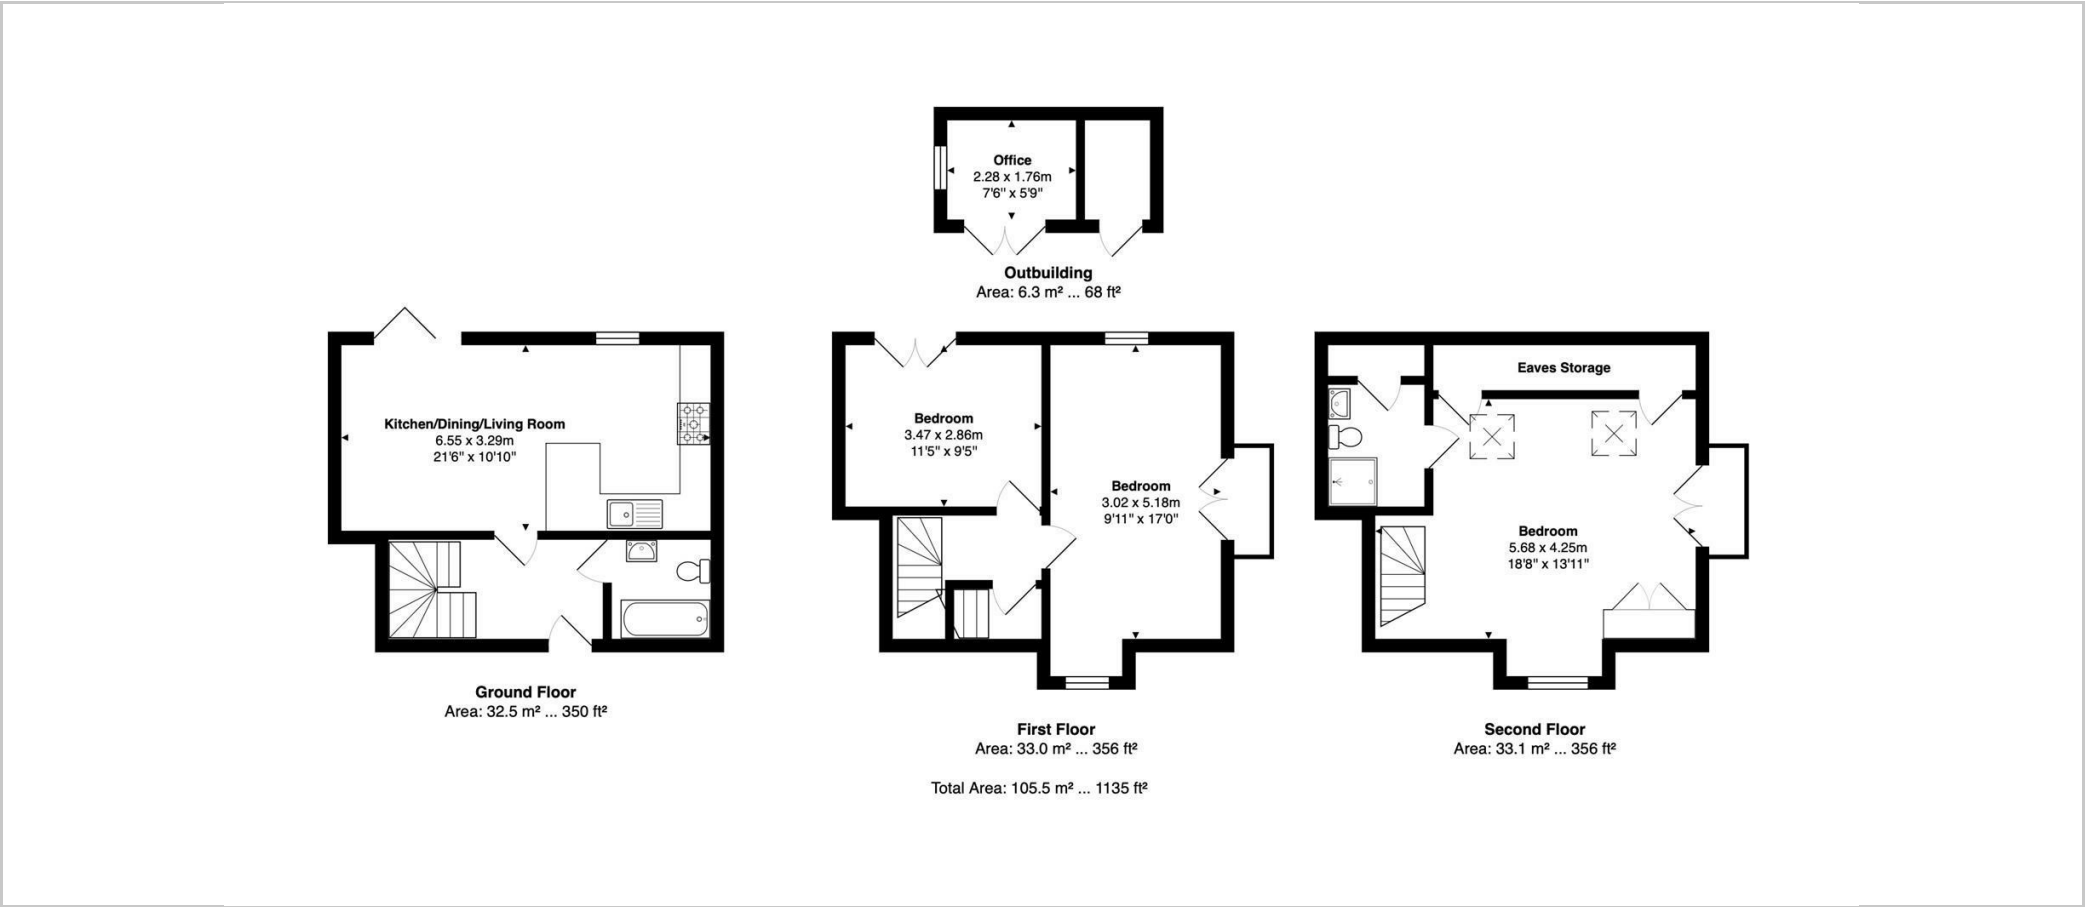 Office
2.28 x 1.76m
7'6" x 5'9"
Outbuilding
Area: 6.3 m² ... 68 ft²
Kitchen/Dining/Living Room
6.55 x 3.29m
21'6" x 10'10"
Ground Floor
Area: 32.5 m² ... 350 ft²
Bedroom
3.47 x 2.86m
11'5" x 9'5"
Bedroom
3.02 x 5.18m
9'11" x 17'0"
First Floor
Area: 33.0 m² ... 356 ft²
Eaves Storage
Bedroom
5.68 x 4.25m
18'8" x 13'11"
Second Floor
Area: 33.1 m² ... 356 ft²
Total Area: 105.5 m² ... 1135 ft²